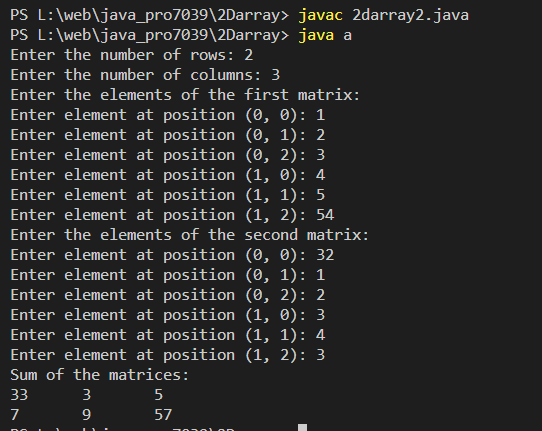 PS L:\web\java_pro7039\2Darray> javac 2darray2.java
PS L:\web\java_pro7039\2Darray> java a
Enter the number of rows: 2
Enter the number of columns: 3
Enter the elements of the first matrix:
Enter element at position (0, 0): 1
Enter element at position (0, 1): 2
Enter element at position (0, 2): 3
Enter element at position (1, 0): 4
Enter element at position (1, 1): 5
Enter element at position (1, 2): 54
Enter the elements of the second matrix:
Enter element at position (0, 0): 32
Enter element at position (0, 1): 1
Enter element at position (0, 2): 2
Enter element at position (1, 0): 3
Enter element at position (1, 1): 4
Enter element at position (1, 2): 3
Sum of the matrices:
33 3 5
7 9 57